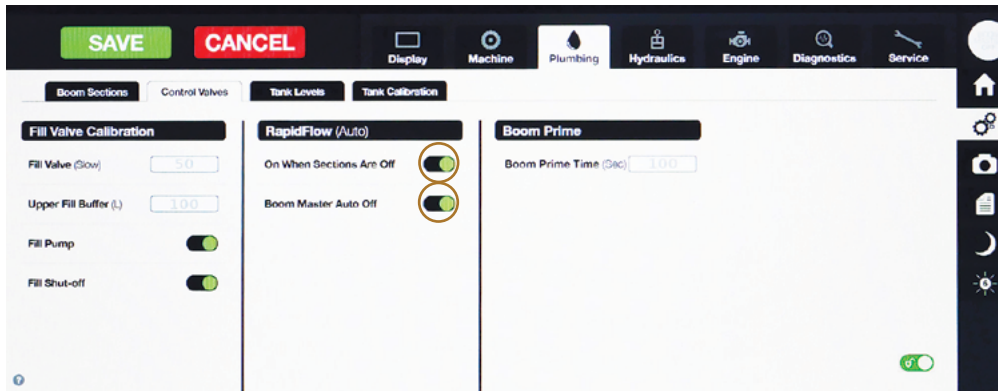 SAVE CANCEL
Display Machine Plumbing Hydraulics Engine Diagnostics Service
Boom Sections Control Valves Tank Levels Tank Calibration
Fill Valve Calibration
Fill Valve (Slow) 50
Upper Fill Buffer (L) 100
Fill Pump
Fill Shut-off
RapidFlow (Auto)
On When Sections Are Off
Boom Master Auto Off
Boom Prime
Boom Prime Time (Sec) 100